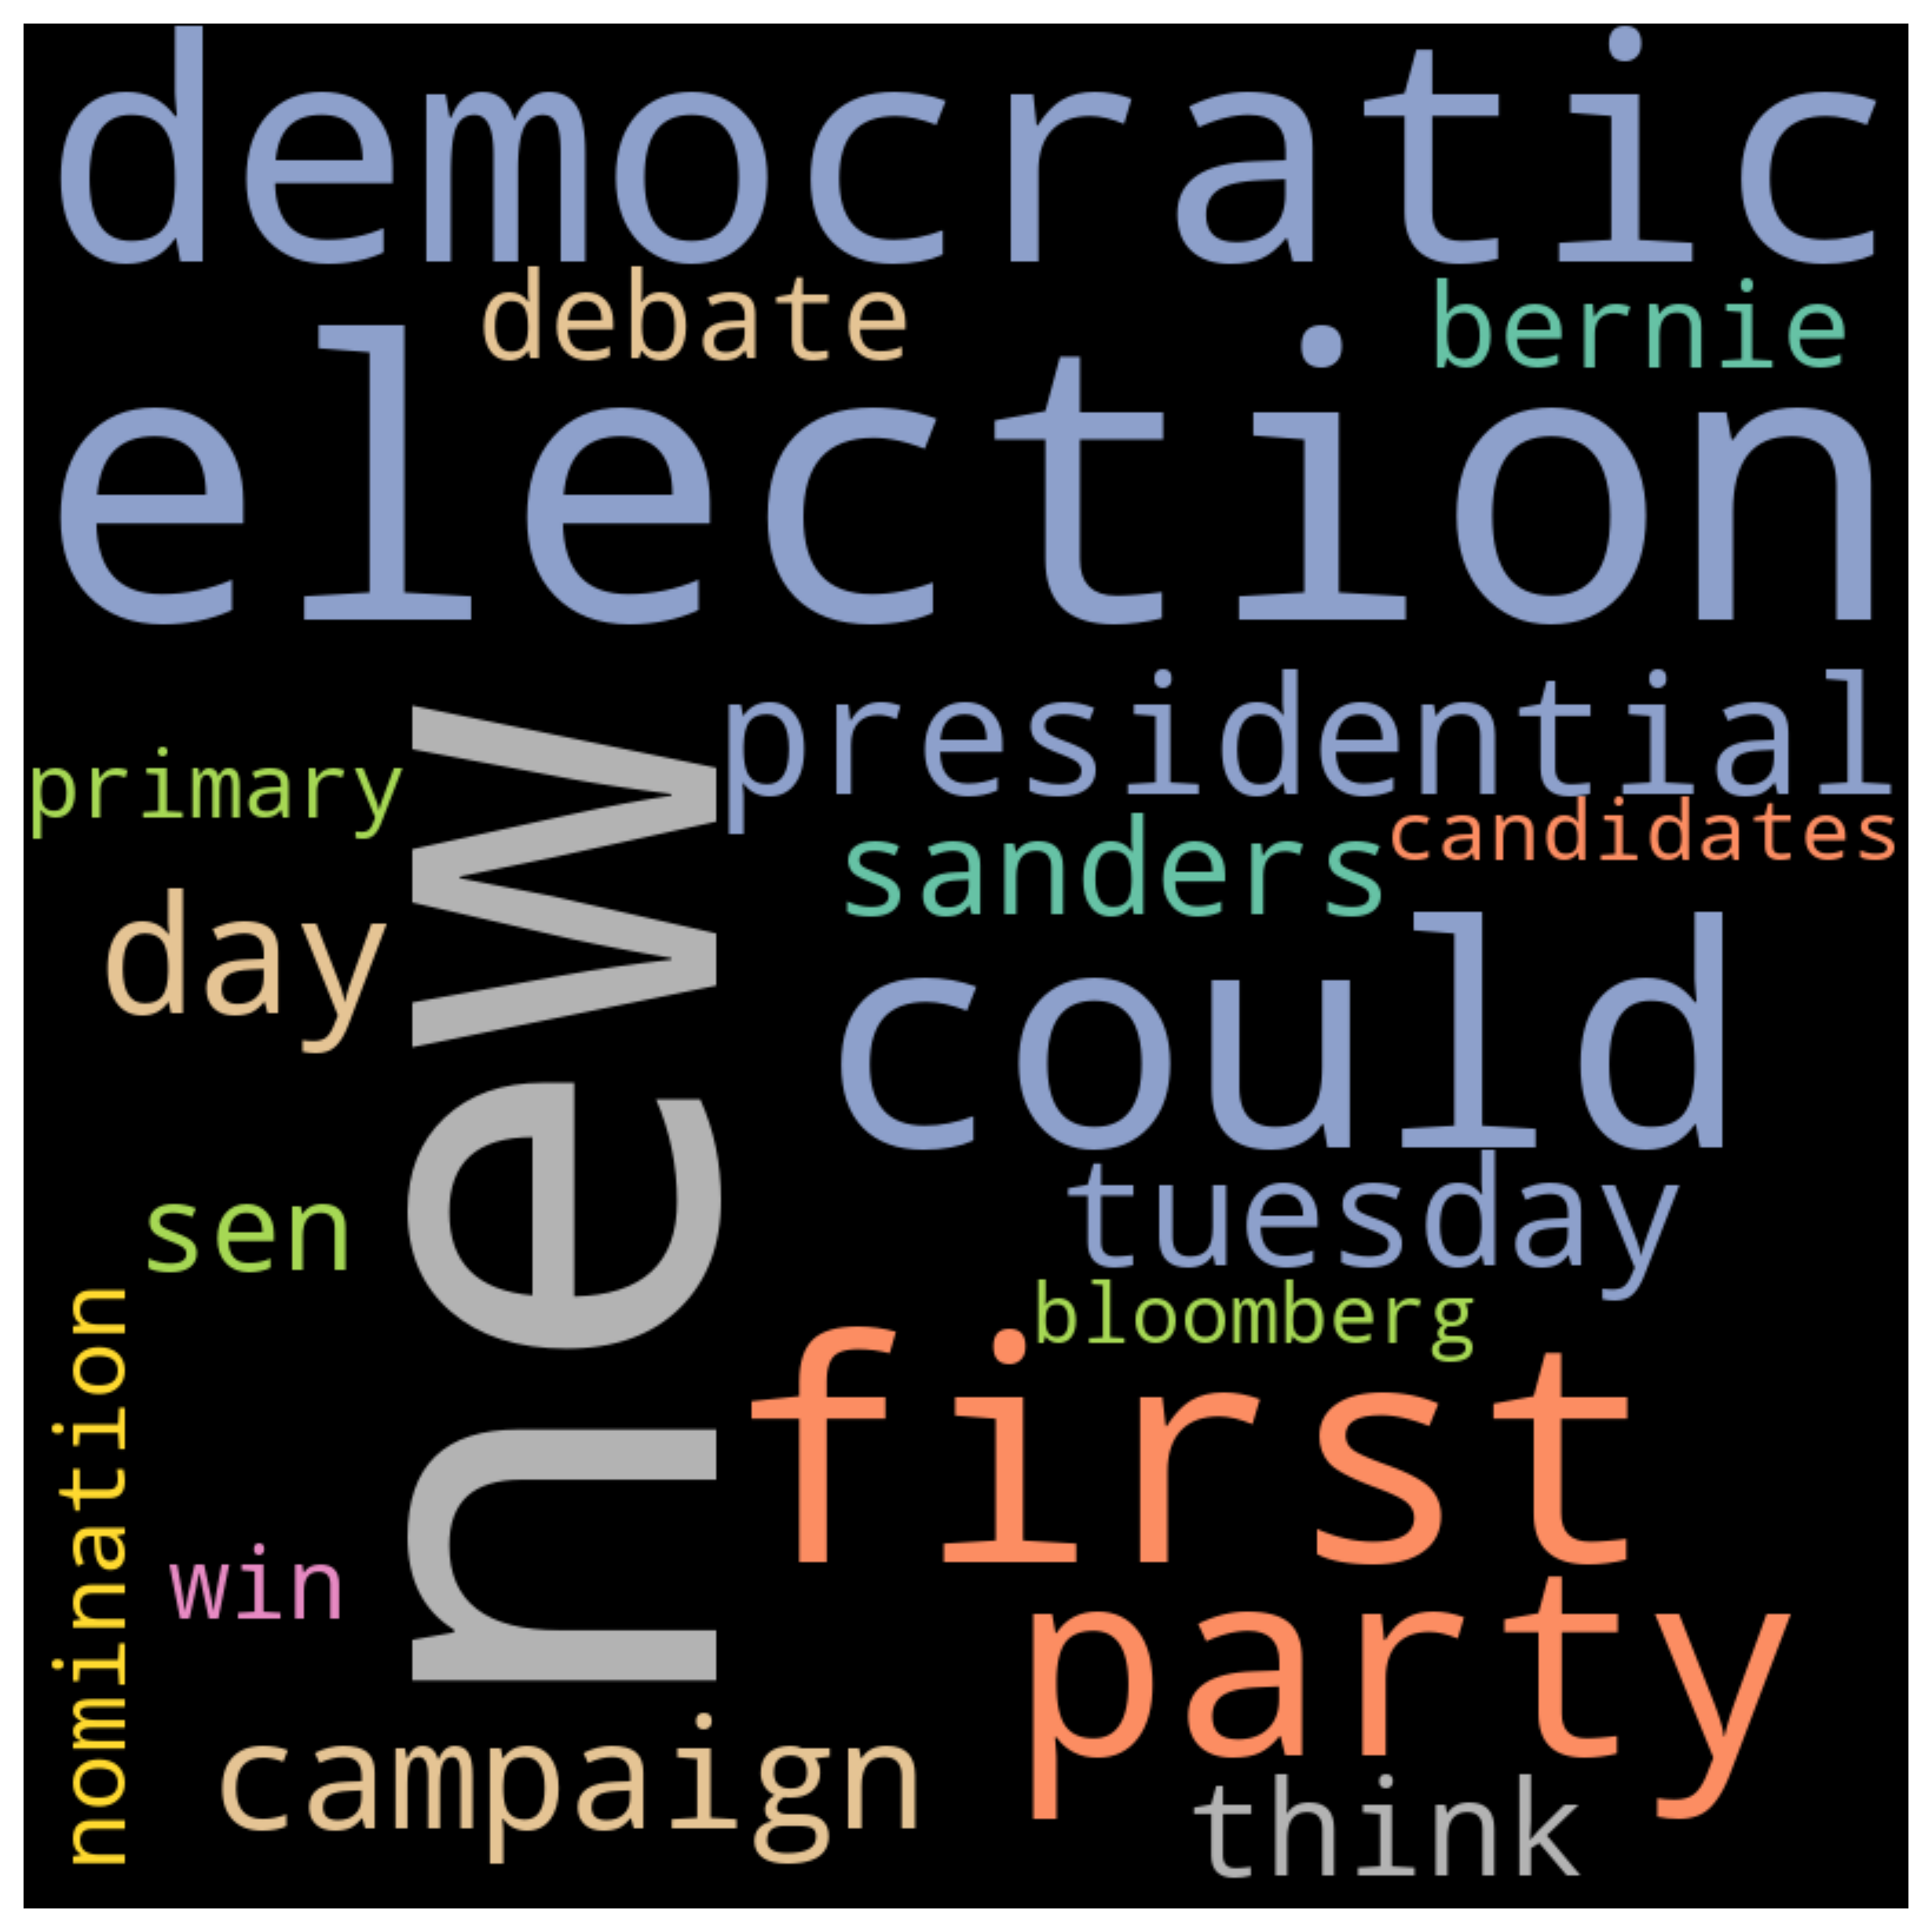 democratic
debate
bernie
election
presidential
primary
new
candidates
sanders
day
could
tuesday
sen
bloomberg
nomination
first
win
party
campaign
think